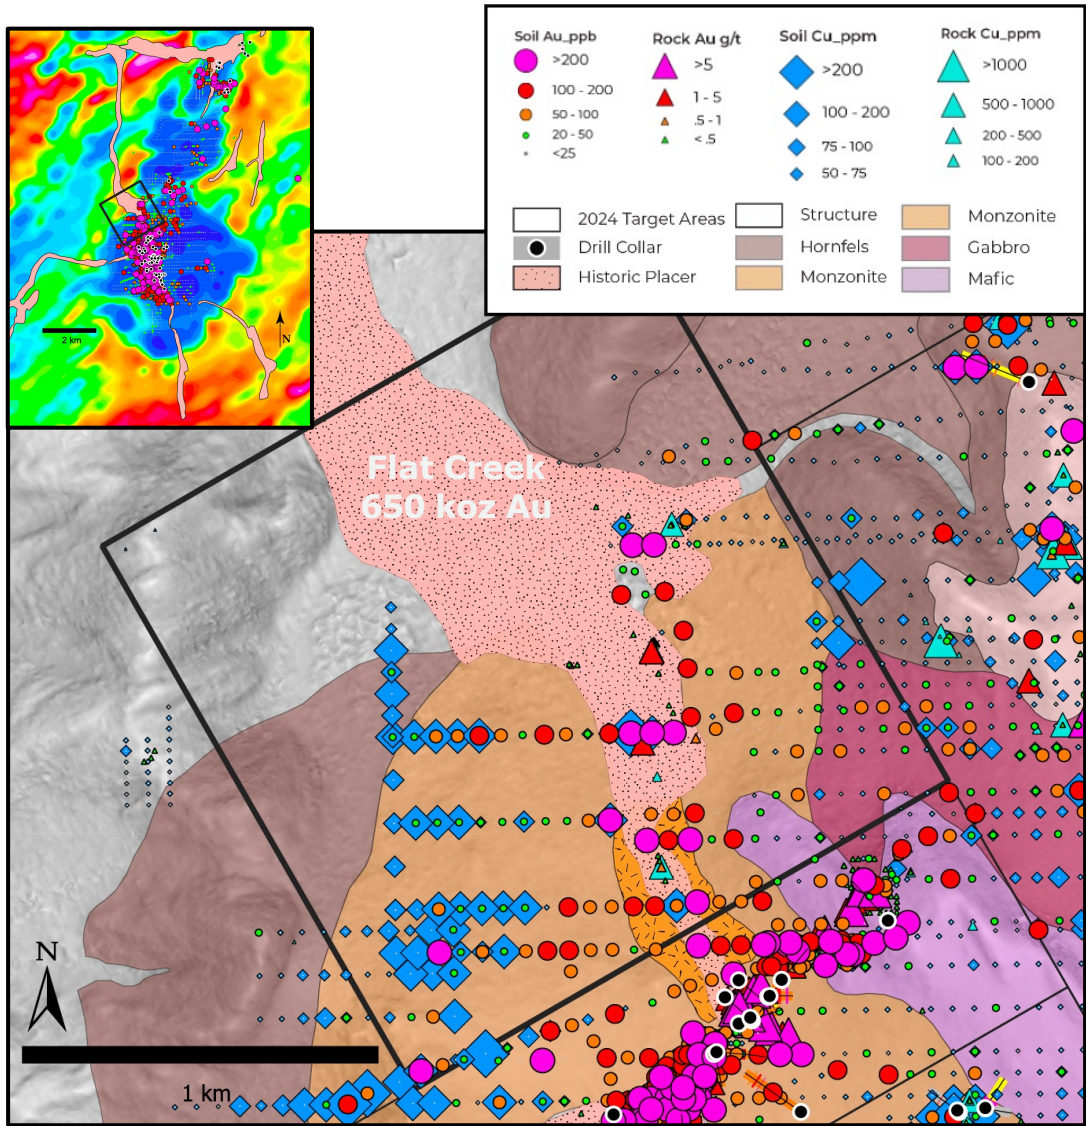 Soil Au_ppb
>200
100 - 200
50 - 100
20 - 50
<25
Rock Au g/t
>5
1 - 5
.5 - 1
< .5
Soil Cu_ppm
>200
100 - 200
75 - 100
50 - 75
Rock Cu_ppm
>1000
500 - 1000
200 - 500
100 - 200
2024 Target Areas
Drill Collar
Historic Placer
Structure
Hornfels
Monzonite
Monzonite
Gabbro
Mafic
2 km
N
Flat Creek
650 koz Au
N
1 km